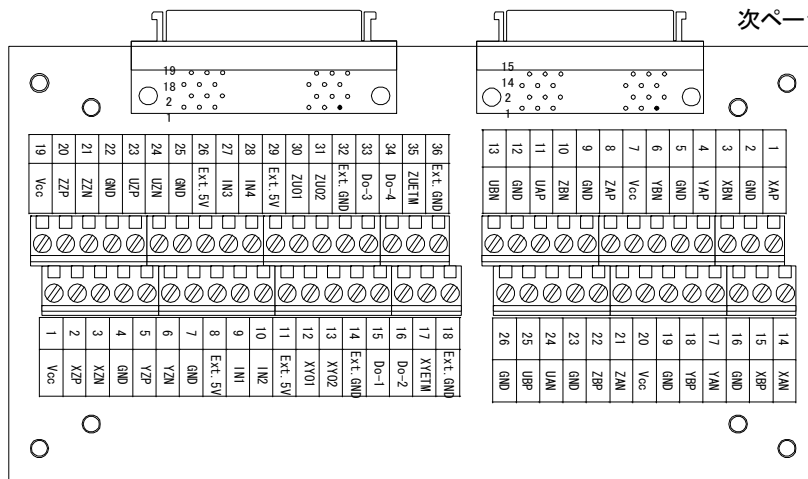 次ペー
19 18 2 1
15 14 2 1
19 20 21 22 23 24 25 26 27 28 29 30 31 32 33 34 35 36
Vcc ZZP ZZN GND UZP UZN GND Ext. 5V IN3 IN4 Ext. 5V ZUO1 ZUO2 Ext. GND Do-3 Do-4 ZUETM Ext. GND
13 12 11 10 9 8 7 6 5 4 3 2 1
UBN GND UAP ZBN GND ZAP Vcc YBN GND YAP XBN GND XAP
1 2 3 4 5 6 7 8 9 10 11 12 13 14 15 16 17 18
Vcc XZP XZN GND YZP YZN GND Ext. 5V IN1 IN2 Ext. 5V XYO1 XYO2 Ext. GND Do-1 Do-2 XYETM Ext. GND
26 25 24 23 22 21 20 19 18 17 16 15 14
GND UBP UAN GND ZBP ZAN Vcc GND YBP YAN GND XBP XAN